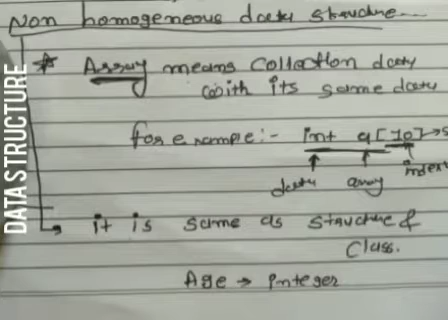 Non homogeneous data structure
* Array means collection data
with its same data
for example:- int a[10]→s
data array index
it is same as structure &
Class.
Age → Integer
DATA STRUCTURE